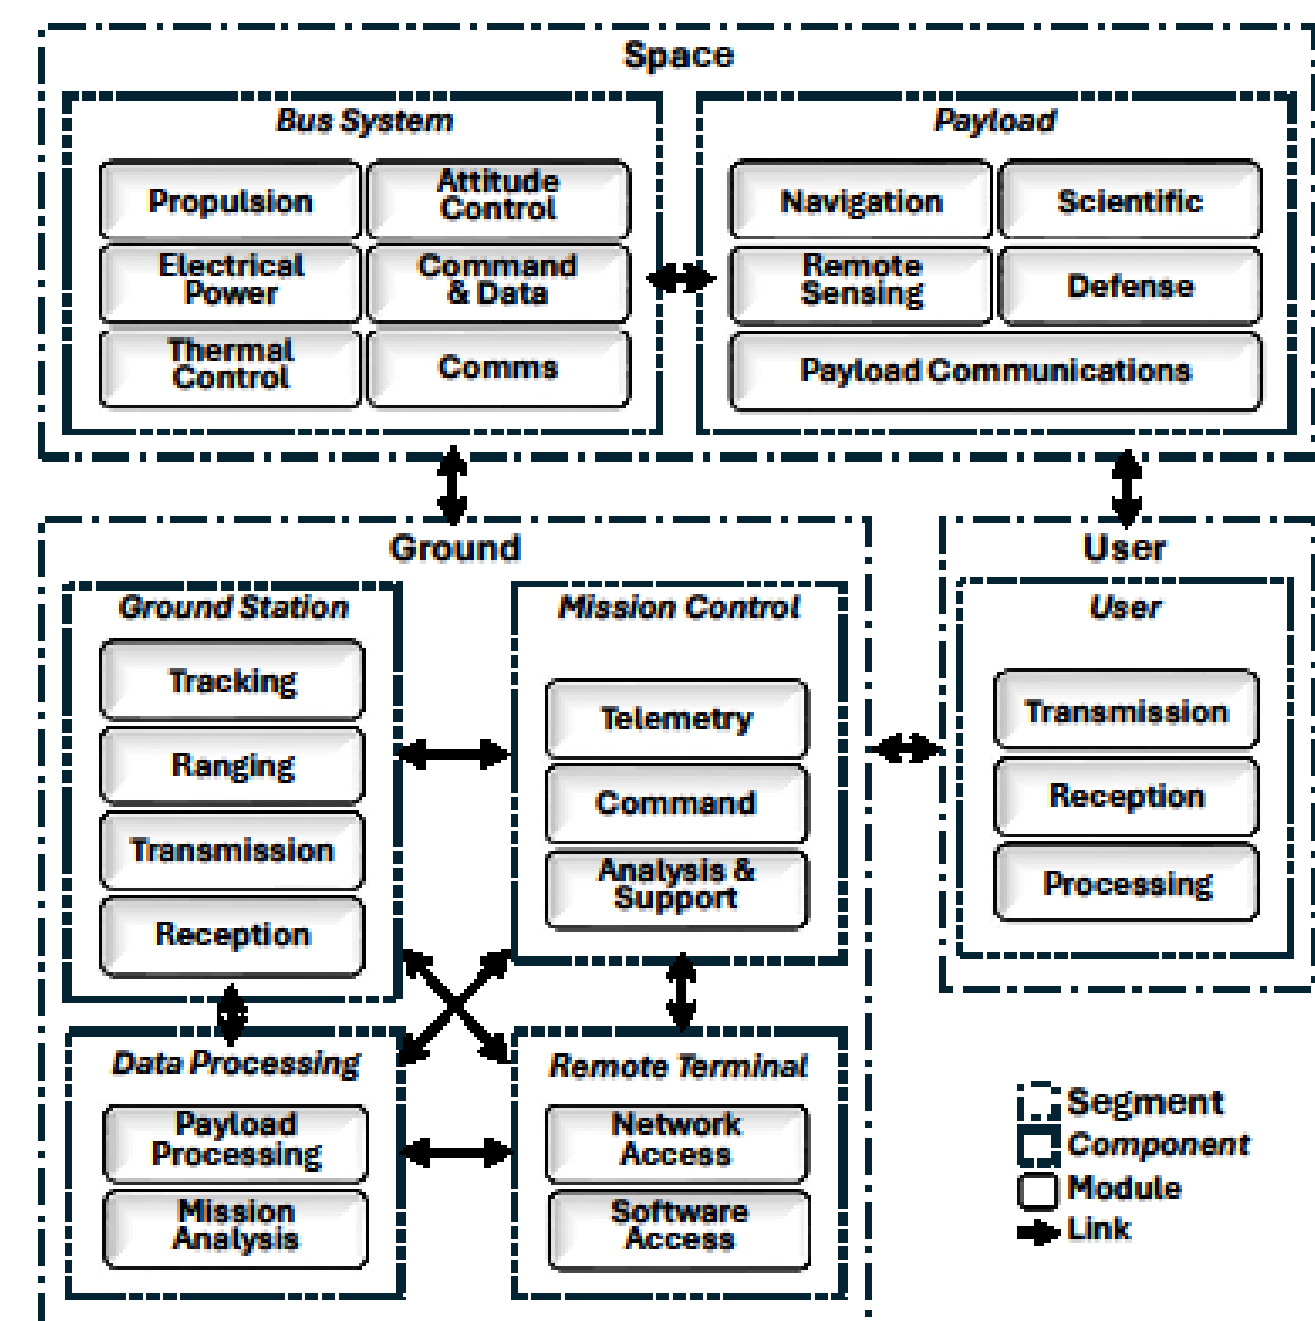 Space
Bus System
Propulsion
Attitude
Control
Electrical
Power
Command
& Data
Thermal
Control
Comms
Payload
Navigation
Scientific
Remote
Sensing
Defense
Payload Communications
Ground
Ground Station
Tracking
Ranging
Transmission
Reception
Mission Control
Telemetry
Command
Analysis &
Support
Data Processing
Payload
Processing
Mission
Analysis
Remote Terminal
Network
Access
Software
Access
User
User
Transmission
Reception
Processing
Segment
Component
Module
Link